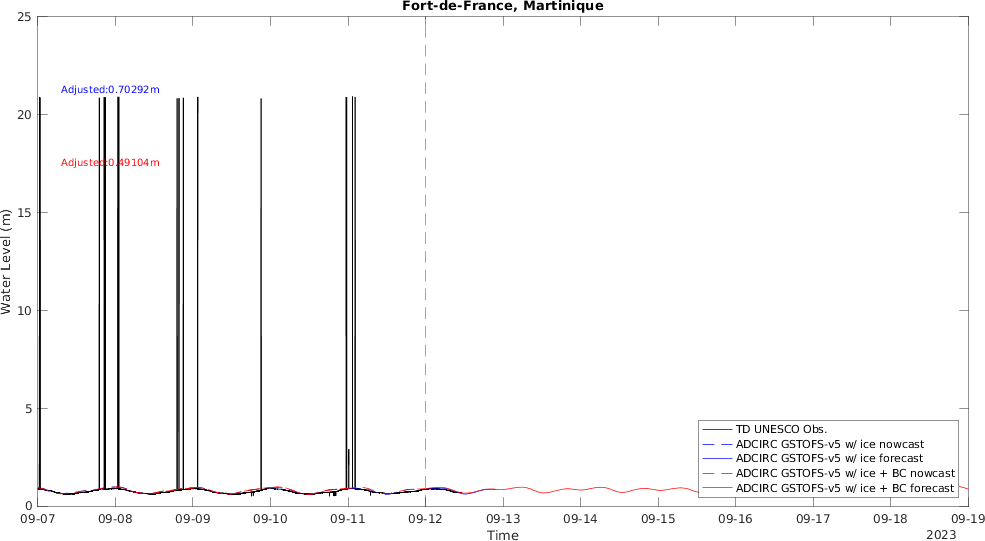 Fort-de-France, Martinique
25
20
15
10
5
0
Water Level (m)
Adjusted:0.70292m
Adjusted:0.49104m
TD UNESCO Obs.
ADCIRC GSTOFS-v5 w/ ice nowcast
ADCIRC GSTOFS-v5 w/ ice forecast
ADCIRC GSTOFS-v5 w/ ice + BC nowcast
ADCIRC GSTOFS-v5 w/ ice + BC forecast
09-07 09-08 09-09 09-10 09-11 09-12 09-13 09-14 09-15 09-16 09-17 09-18 09-19
Time
2023